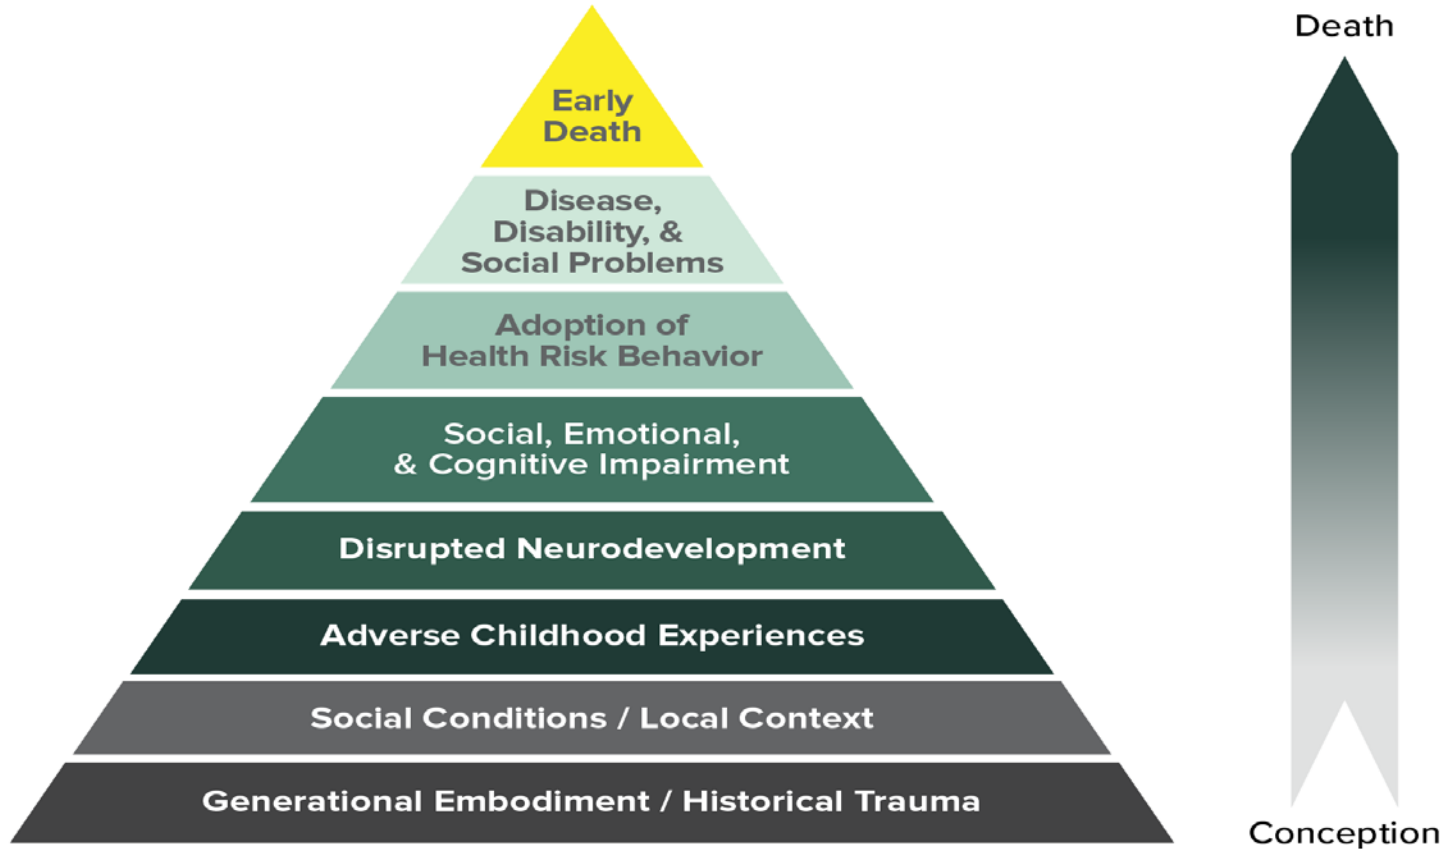 Early
Death
Disease,
Disability, &
Social Problems
Adoption of
Health Risk Behavior
Social, Emotional,
& Cognitive Impairment
Disrupted Neurodevelopment
Adverse Childhood Experiences
Social Conditions / Local Context
Generational Embodiment / Historical Trauma
Death
Conception